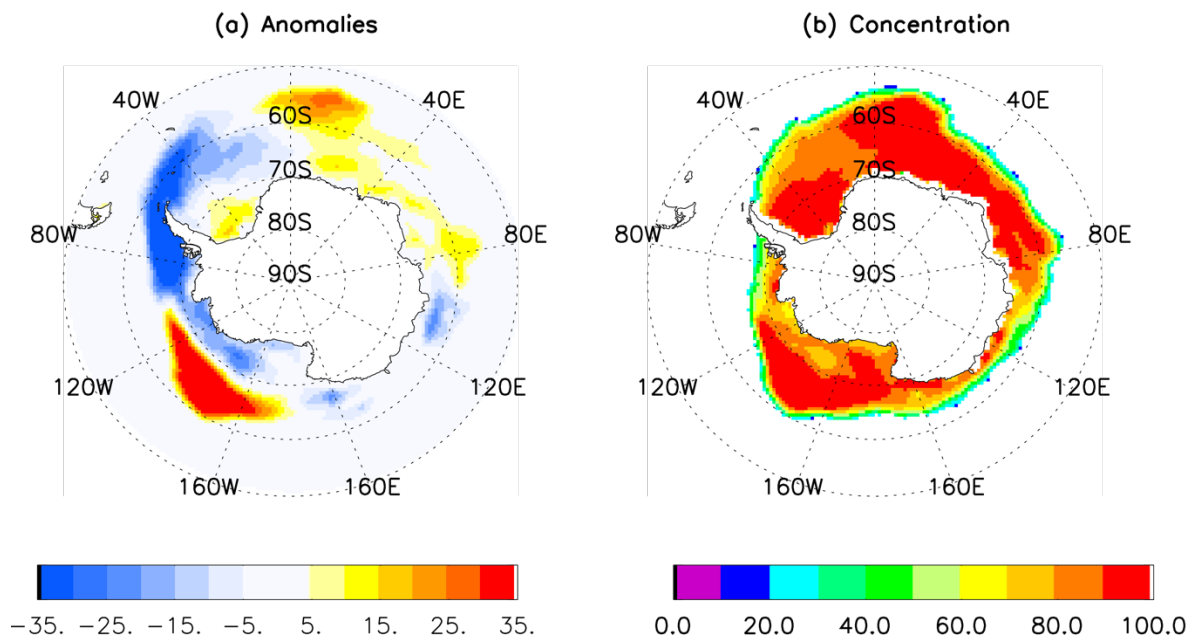 (a) Anomalies
(b) Concentration
40W
40E
60S
70S
80W
80S
80E
90S
120W
120E
160W
160E
40W
40E
60S
70S
80W
80S
80E
90S
120W
120E
160W
160E
−35. −25. −15. −5. 5. 15. 25. 35.
0.0 20.0 40.0 60.0 80.0 100.0